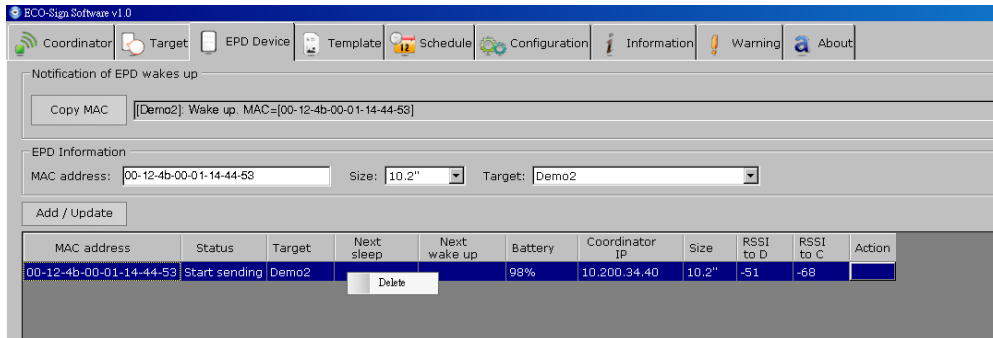 ECO-Sign Software v1.0
Coordinator Target EPD Device Template Schedule Configuration Information Warning About
Notification of EPD wakes up
Copy MAC [Demo2]: Wake up. MAC=[00-12-4b-00-01-14-44-53]
EPD Information
MAC address: 00-12-4b-00-01-14-44-53 Size: 10.2" Target: Demo2
Add / Update
MAC address Status Target Next sleep Next wake up Battery Coordinator IP Size RSSI to D RSSI to C Action
00-12-4b-00-01-14-44-53 Start sending Demo2 98% 10.200.34.40 10.2" -51 -68
Delete